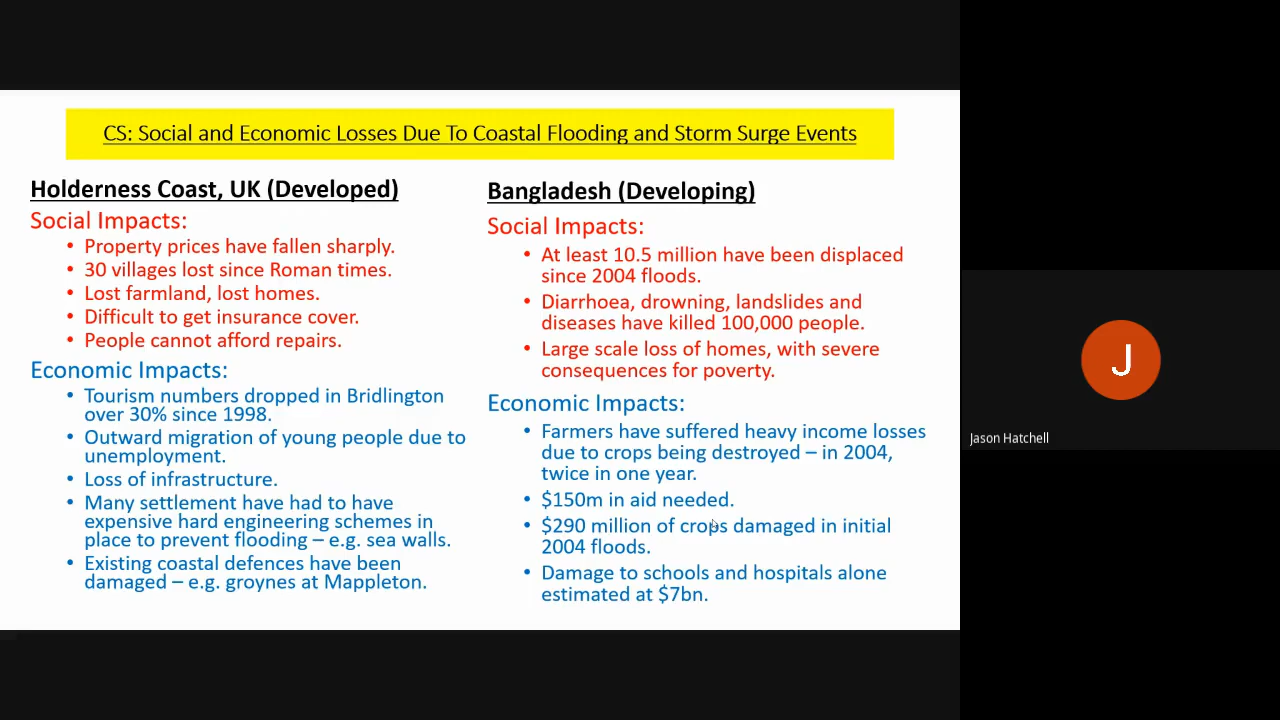 CS: Social and Economic Losses Due To Coastal Flooding and Storm Surge Events
Holderness Coast, UK (Developed)
Social Impacts:
• Property prices have fallen sharply.
• 30 villages lost since Roman times.
• Lost farmland, lost homes.
• Difficult to get insurance cover.
• People cannot afford repairs.
Economic Impacts:
• Tourism numbers dropped in Bridlington
over 30% since 1998.
• Outward migration of young people due to
unemployment.
• Loss of infrastructure.
• Many settlement have had to have
expensive hard engineering schemes in
place to prevent flooding – e.g. sea walls.
• Existing coastal defences have been
damaged – e.g. groynes at Mappleton.
Bangladesh (Developing)
Social Impacts:
• At least 10.5 million have been displaced
since 2004 floods.
• Diarrhoea, drowning, landslides and
diseases have killed 100,000 people.
• Large scale loss of homes, with severe
consequences for poverty.
Economic Impacts:
• Farmers have suffered heavy income losses
due to crops being destroyed – in 2004,
twice in one year.
• $150m in aid needed.
• $290 million of crops damaged in initial
2004 floods.
• Damage to schools and hospitals alone
estimated at $7bn.
J
Jason Hatchell